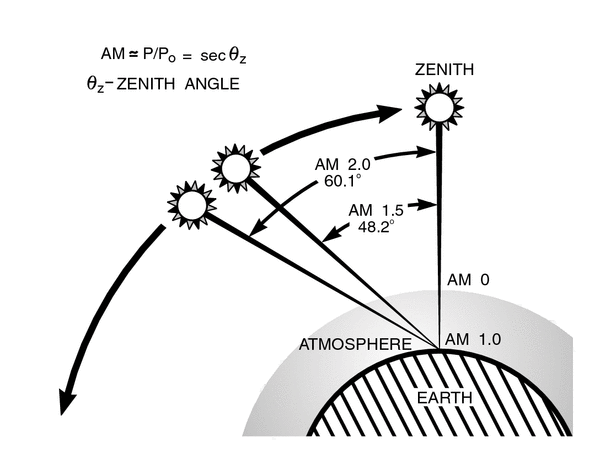 AM ≃ P/Po = sec θz
θz – ZENITH ANGLE
ZENITH
AM 2.0
60.1°
AM 1.5
48.2°
AM 0
AM 1.0
ATMOSPHERE
EARTH